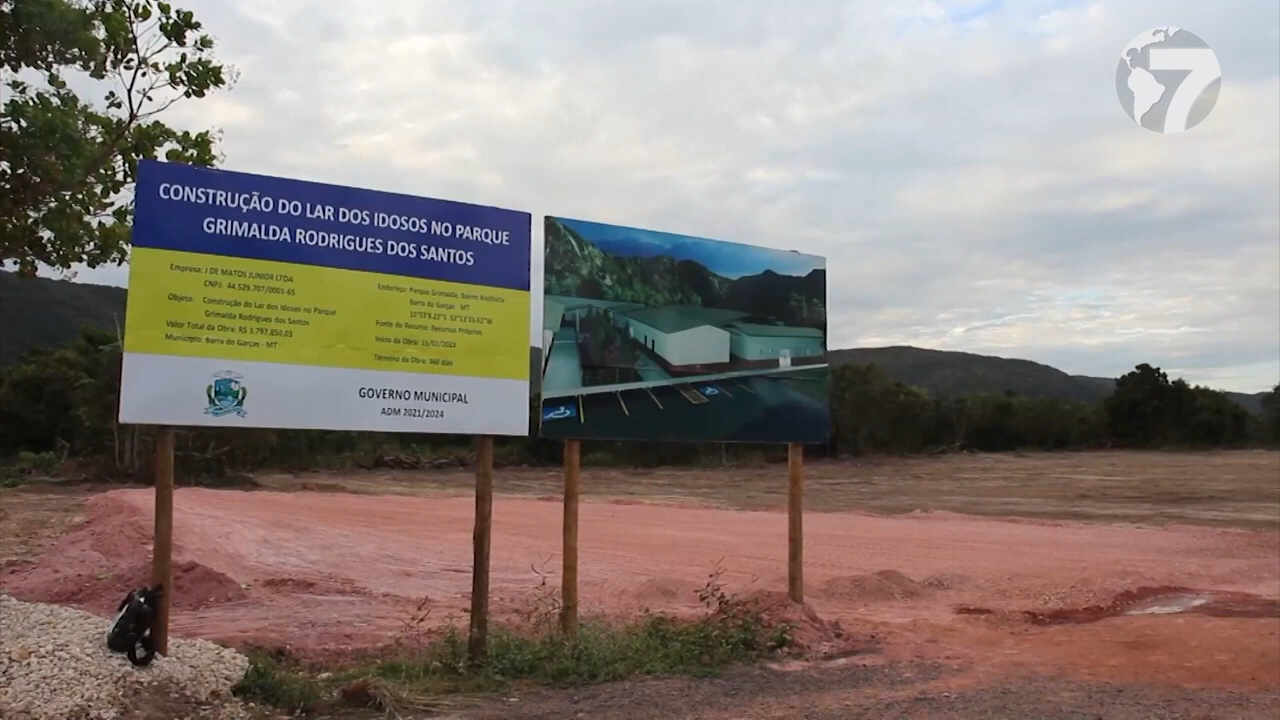 7
CONSTRUÇÃO DO LAR DOS IDOSOS NO PARQUE
GRIMALDA RODRIGUES DOS SANTOS
Empresa: J DE MATOS JUNIOR LTDA
CNPJ: 44.529.707/0001-65
Objeto: Construção do Lar dos Idosos no Parque
Grimalda Rodrigues dos Santos
Valor Total da Obra: R$ 3.797.850,03
Município: Barra do Garças - MT
Endereço: Parque Grimalda, Bairro Anchieta
Barra do Garças - MT
Fonte do Recurso: Recursos Próprios
Início da Obra: 15/02/2023
Término da Obra: 360 dias
GOVERNO MUNICIPAL
ADM 2021/2024